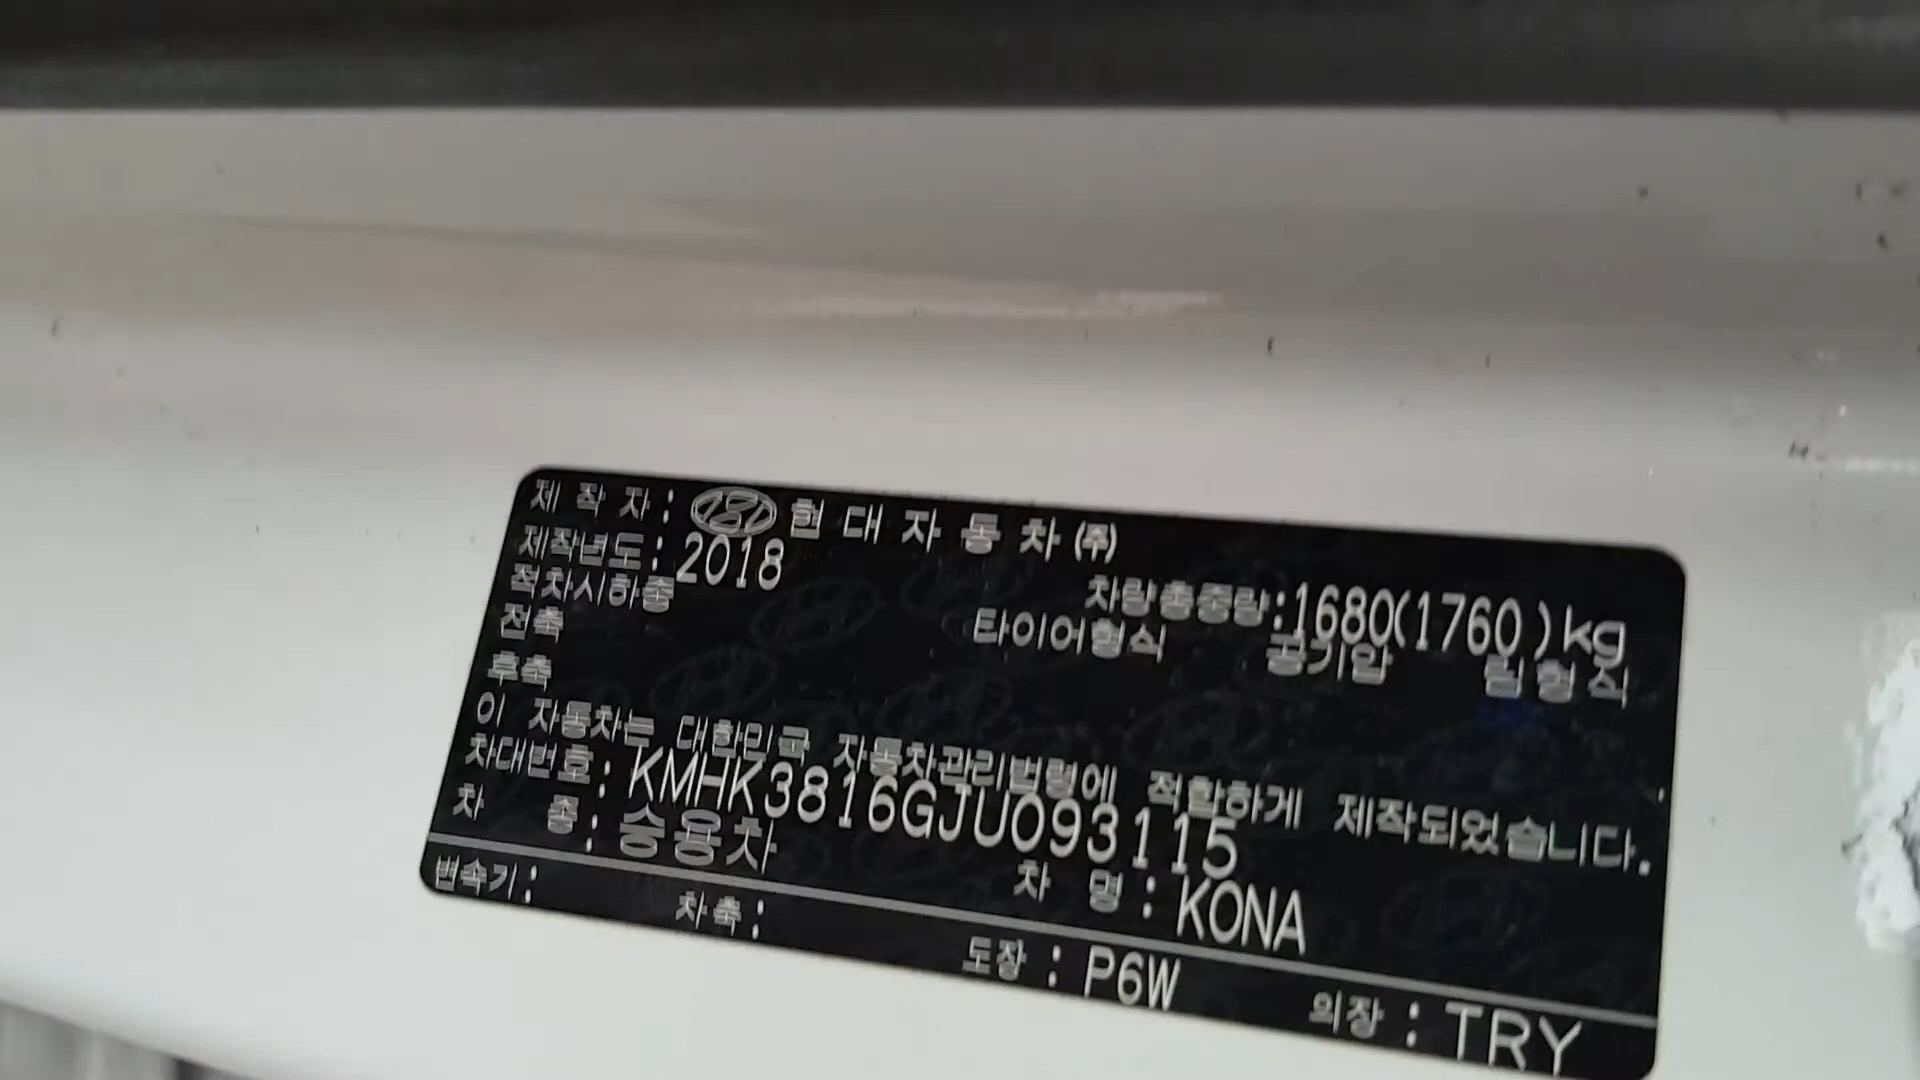 제 작 자 : 현 대 자 동 차 (주)
제작년도 : 2018 차량총중량 : 1680(1760)kg
적차시하중 타이어형식 공기압 림형식
전축
후축
이 자동차는 대한민국 자동차관리법령에 적합하게 제작되었습니다.
차대번호 : KMHK3816GJU093115
차 종 : 승용차 차 명 : KONA
변속기 : 차축 : 도장 : P6W 의장 : TRY